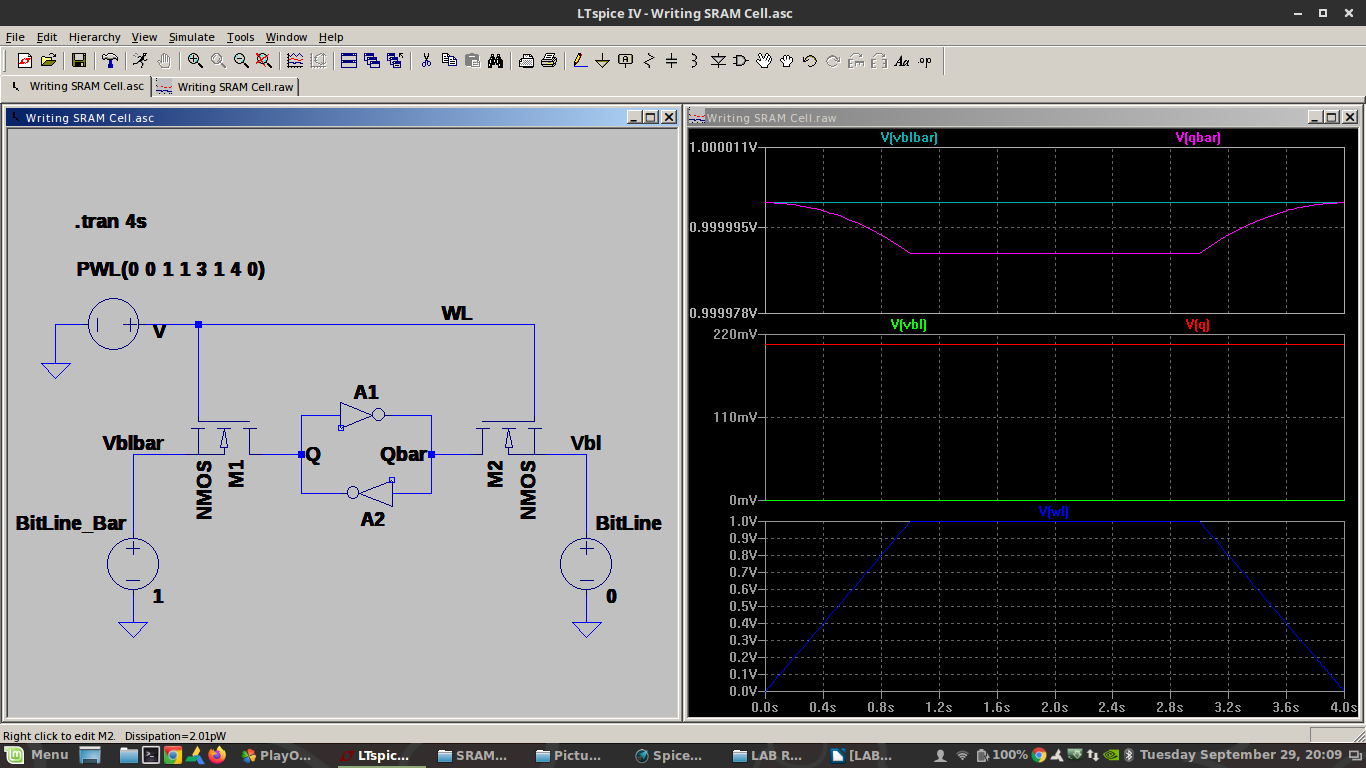 LTspice IV - Writing SRAM Cell.asc
File Edit Hierarchy View Simulate Tools Window Help
Aa .op
Writing SRAM Cell.asc Writing SRAM Cell.raw
Writing SRAM Cell.asc
.tran 4s
PWL(0 0 1 1 3 1 4 0)
V
WL
A1
Vblbar
Q
Qbar
Vbl
NMOS
M1
M2
NMOS
A2
BitLine_Bar
BitLine
1
0
Writing SRAM Cell.raw
V(vblbar) V(qbar)
1.000011V
0.999995V
0.999978V
V(vbl) V(q)
220mV
110mV
0mV
V(wl)
1.0V
0.9V
0.8V
0.7V
0.6V
0.5V
0.4V
0.3V
0.2V
0.1V
0.0V
0.0s 0.4s 0.8s 1.2s 1.6s 2.0s 2.4s 2.8s 3.2s 3.6s 4.0s
Right click to edit M2. Dissipation=2.01pW
Menu PlayO... LTspic... SRAM... Pictu... Spice... LAB R... [LAB... 100% Tuesday September 29, 20:09